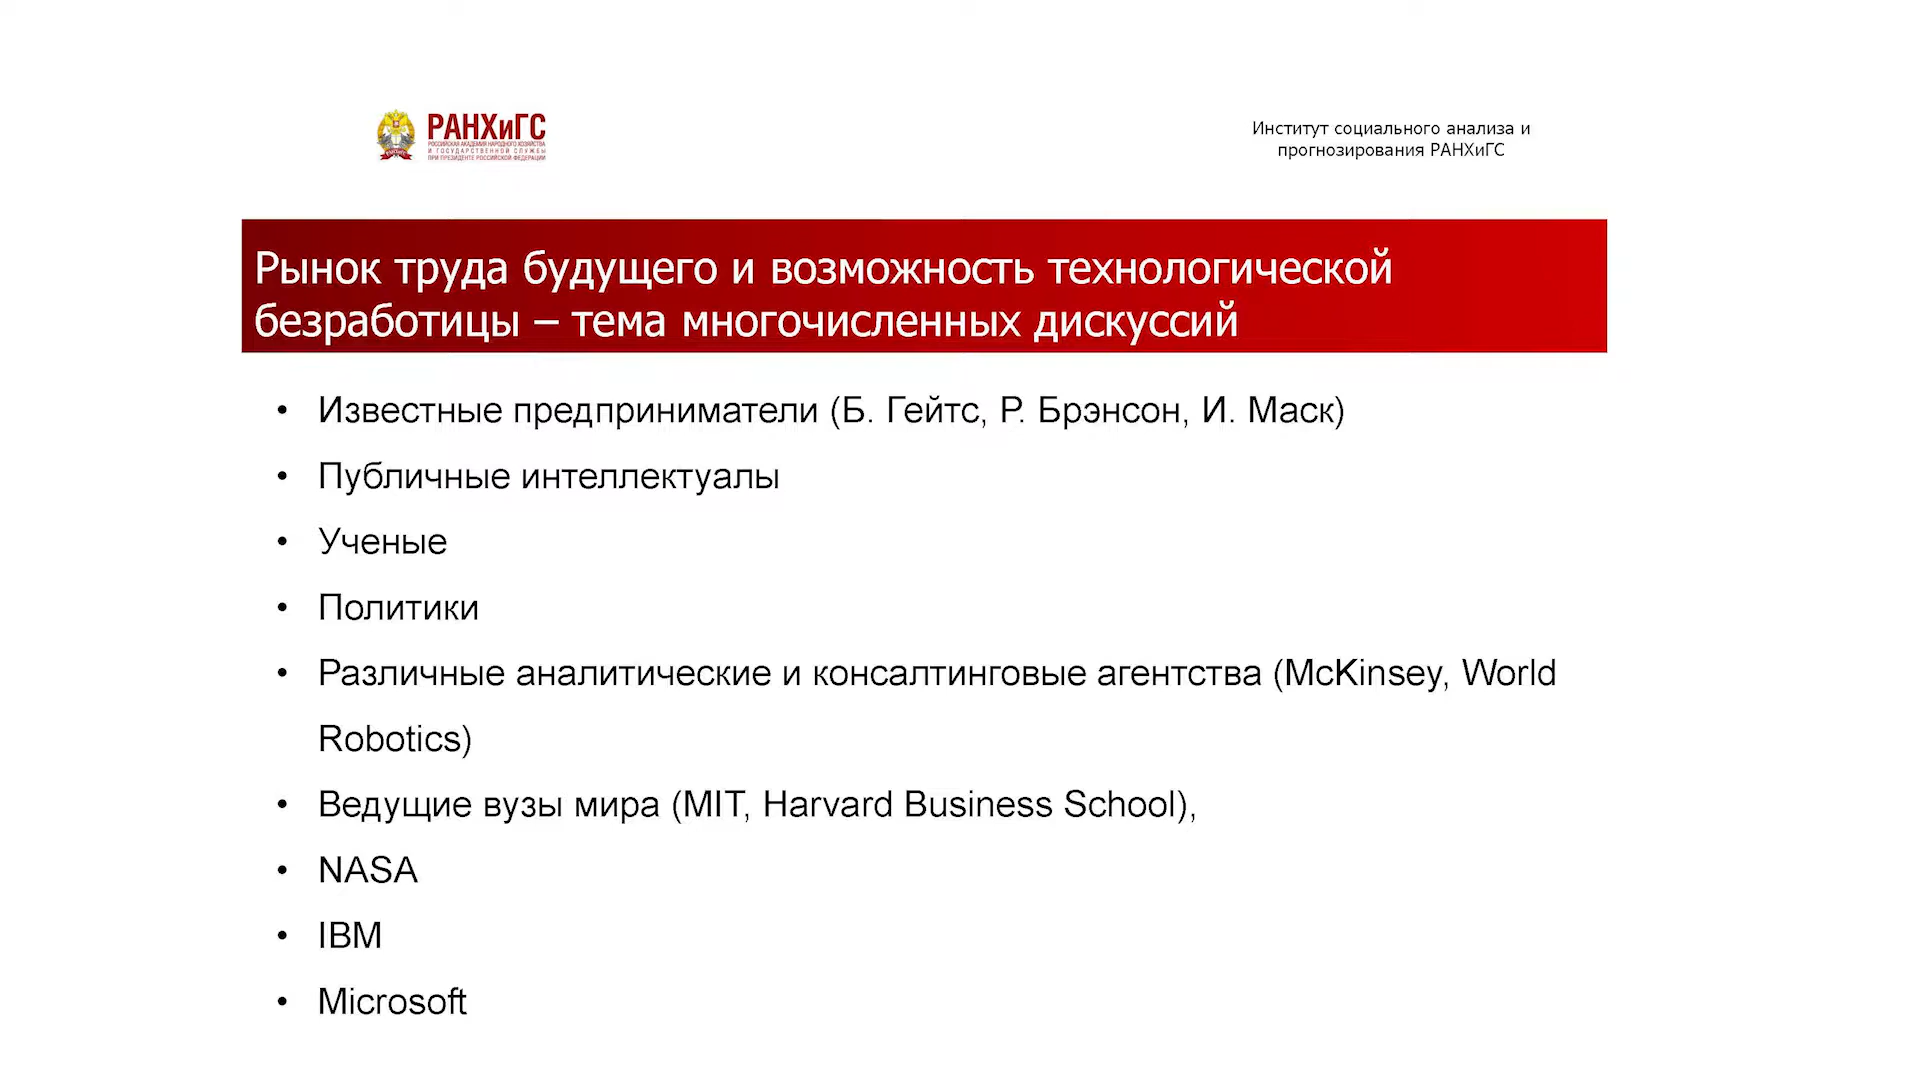 РАНХиГС
РОССИЙСКАЯ АКАДЕМИЯ НАРОДНОГО ХОЗЯЙСТВА
И ГОСУДАРСТВЕННОЙ СЛУЖБЫ
ПРИ ПРЕЗИДЕНТЕ РОССИЙСКОЙ ФЕДЕРАЦИИ
Институт социального анализа и
прогнозирования РАНХиГС
Рынок труда будущего и возможность технологической
безработицы – тема многочисленных дискуссий
• Известные предприниматели (Б. Гейтс, Р. Брэнсон, И. Маск)
• Публичные интеллектуалы
• Ученые
• Политики
• Различные аналитические и консалтинговые агентства (McKinsey, World
Robotics)
• Ведущие вузы мира (MIT, Harvard Business School),
• NASA
• IBM
• Microsoft